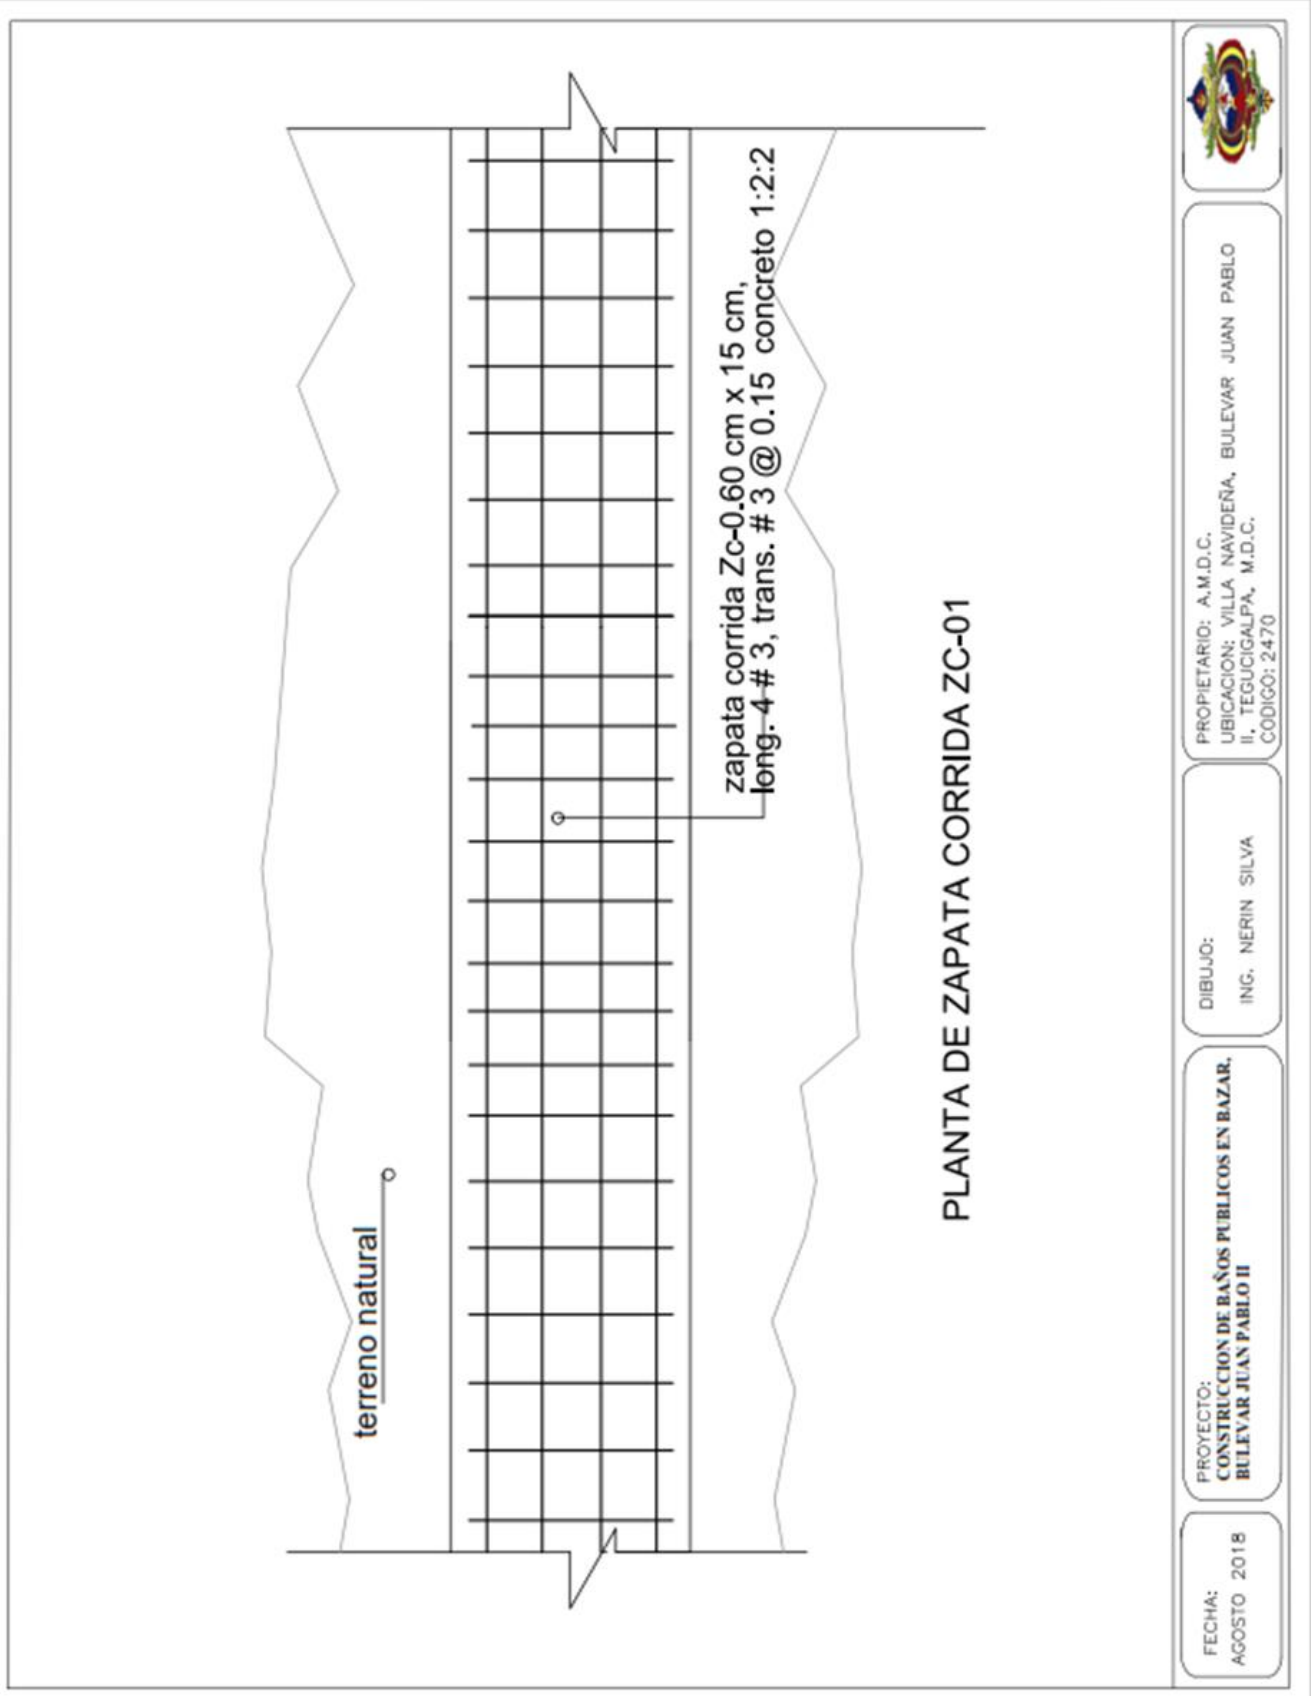 terreno natural
zapata corrida Zc-0.60 cm x 15 cm,
long. 4 # 3, trans. # 3 @ 0.15 concreto 1:2:2
PLANTA DE ZAPATA CORRIDA ZC-01
FECHA:
AGOSTO 2018
PROYECTO:
CONSTRUCCION DE BAÑOS PUBLICOS EN BAZAR,
BULEVAR JUAN PABLO II
DIBUJO:
ING. NERIN SILVA
PROPIETARIO: A.M.D.C.
UBICACION: VILLA NAVIDEÑA, BULEVAR JUAN PABLO
II, TEGUCIGALPA, M.D.C.
CODIGO: 2470